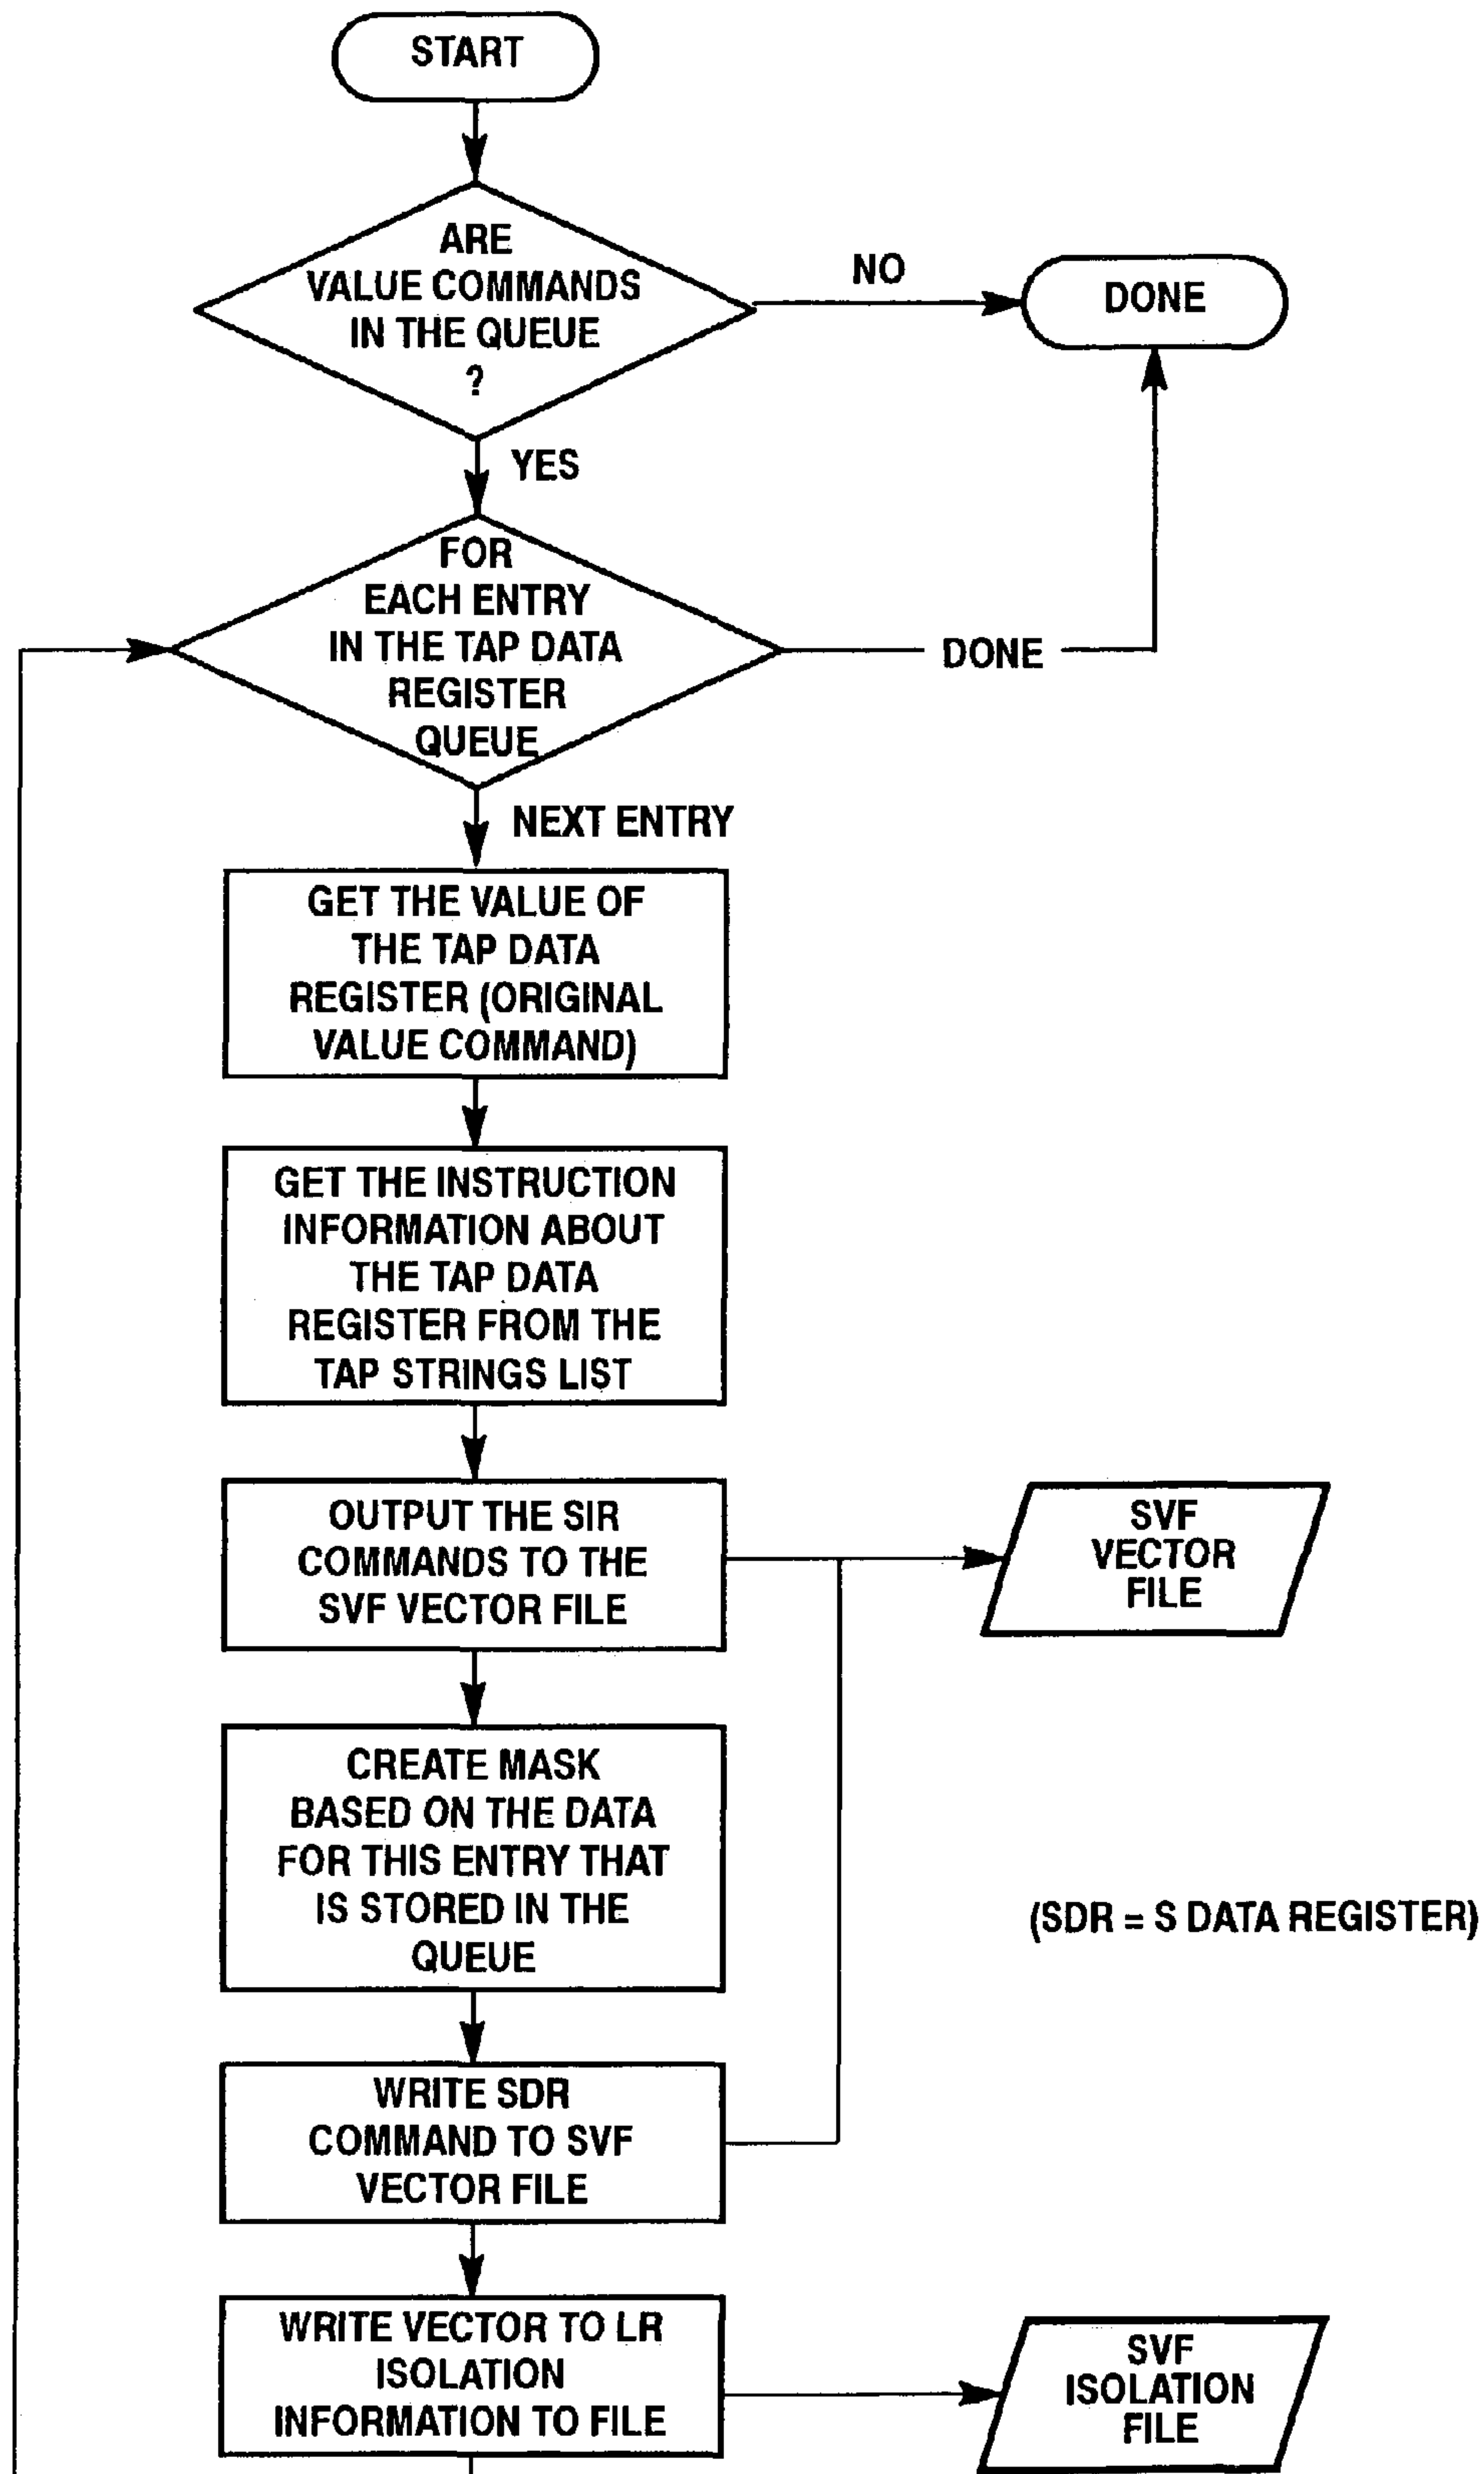 START
ARE
VALUE COMMANDS
IN THE QUEUE
?
NO
DONE
YES
FOR
EACH ENTRY
IN THE TAP DATA
REGISTER
QUEUE
DONE
NEXT ENTRY
GET THE VALUE OF
THE TAP DATA
REGISTER (ORIGINAL
VALUE COMMAND)
GET THE INSTRUCTION
INFORMATION ABOUT
THE TAP DATA
REGISTER FROM THE
TAP STRINGS LIST
OUTPUT THE SIR
COMMANDS TO THE
SVF VECTOR FILE
SVF
VECTOR
FILE
CREATE MASK
BASED ON THE DATA
FOR THIS ENTRY THAT
IS STORED IN THE
QUEUE
(SDR = S DATA REGISTER)
WRITE SDR
COMMAND TO SVF
VECTOR FILE
WRITE VECTOR TO LR
ISOLATION
INFORMATION TO FILE
SVF
ISOLATION
FILE